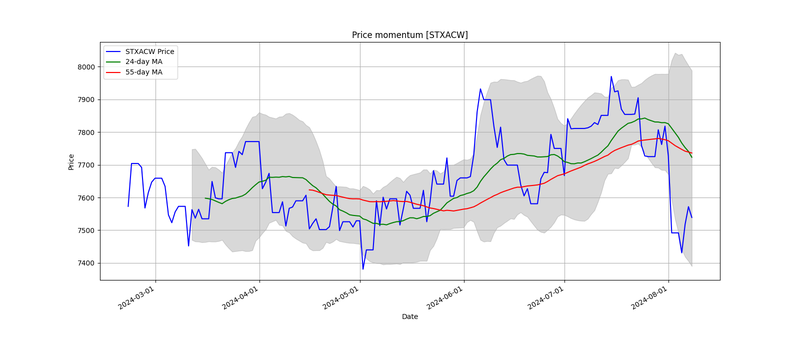 Price momentum [STXACW]
STXACW Price
24-day MA
55-day MA
Price
8000
7900
7800
7700
7600
7500
7400
2024-03-01
2024-04-01
2024-05-01
2024-06-01
2024-07-01
2024-08-01
Date